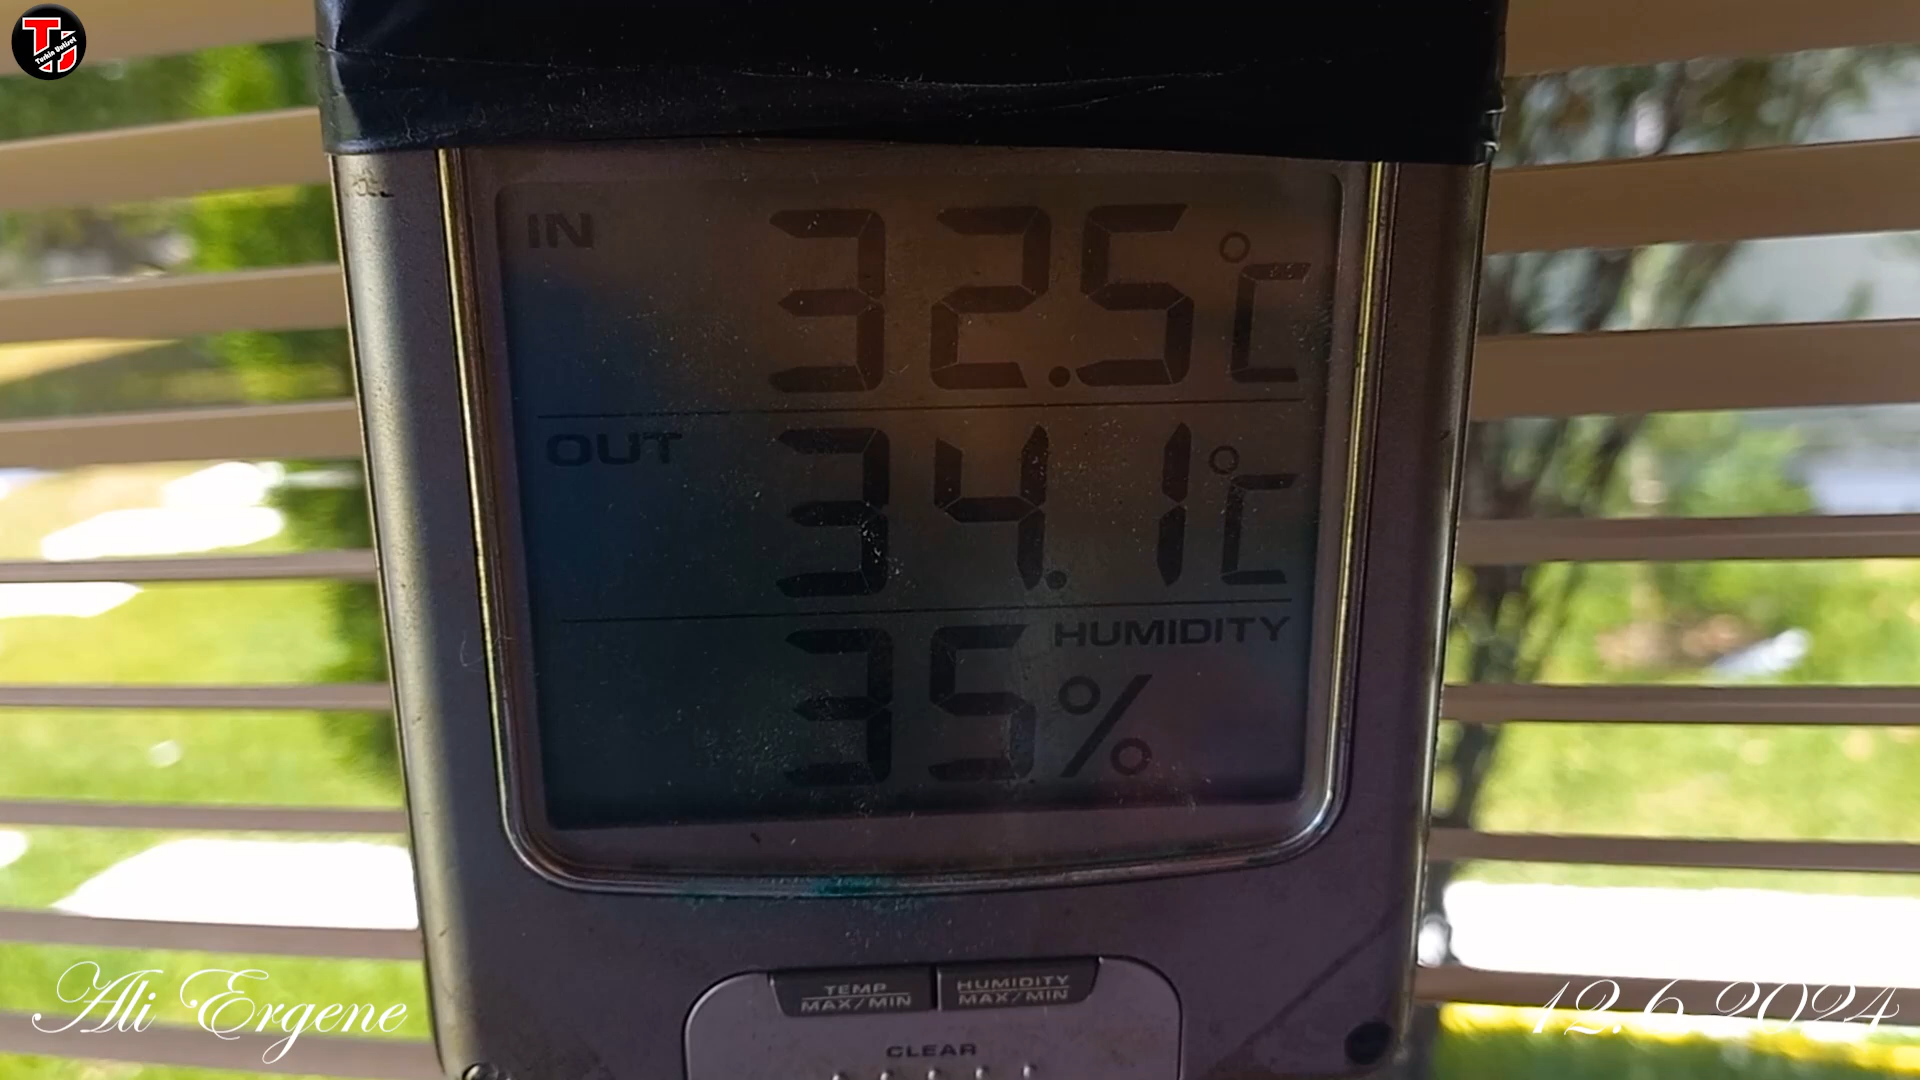 TJ
IN 32.5 °C
OUT 34.1 °C
HUMIDITY
35 %
TEMP
MAX/MIN
HUMIDITY
MAX/MIN
CLEAR
Ali Ergene
12.6.2024